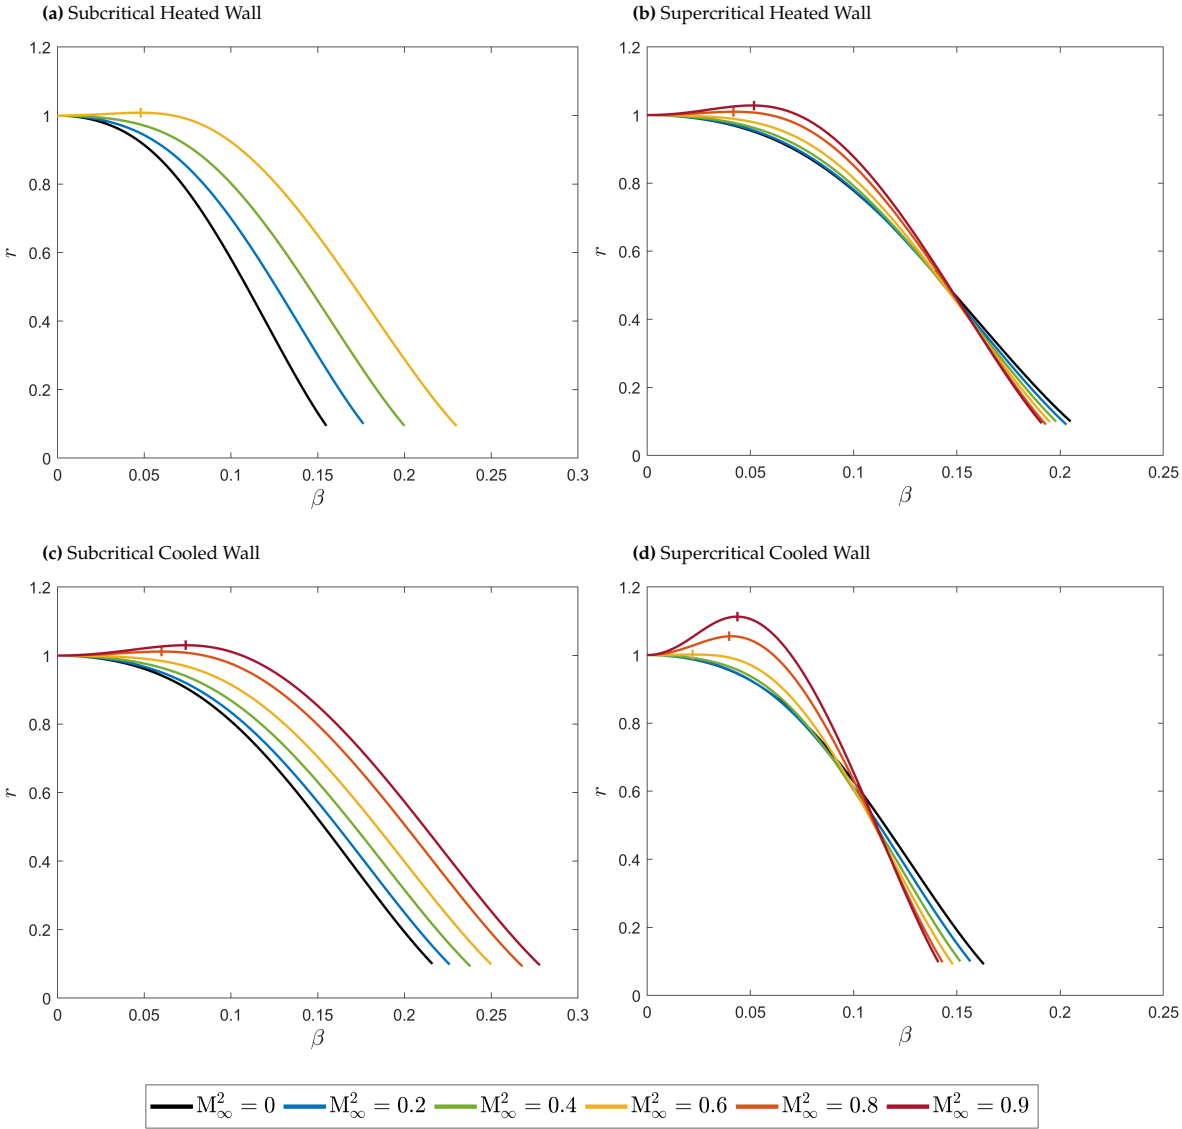 (a) Subcritical Heated Wall
1.2
1
0.8
0.6
0.4
0.2
0
r
0 0.05 0.1 0.15 0.2 0.25 0.3
β
(b) Supercritical Heated Wall
1.2
1
0.8
0.6
0.4
0.2
0
r
0 0.05 0.1 0.15 0.2 0.25
β
(c) Subcritical Cooled Wall
1.2
1
0.8
0.6
0.4
0.2
0
r
0 0.05 0.1 0.15 0.2 0.25 0.3
β
(d) Supercritical Cooled Wall
1.2
1
0.8
0.6
0.4
0.2
0
r
0 0.05 0.1 0.15 0.2 0.25
β
M²∞ = 0 M²∞ = 0.2 M²∞ = 0.4 M²∞ = 0.6 M²∞ = 0.8 M²∞ = 0.9